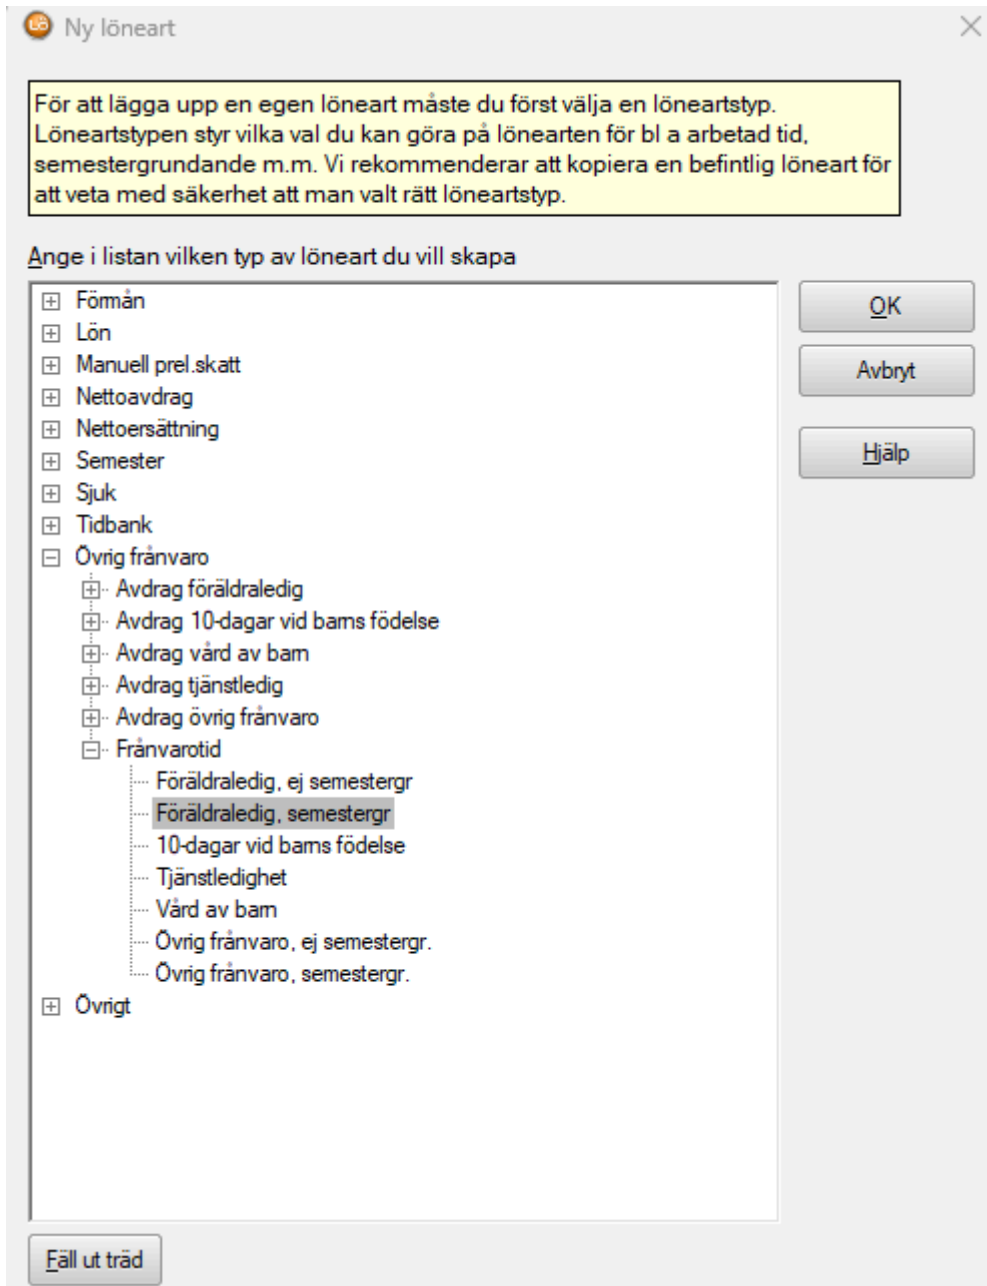 Ny löneart
För att lägga upp en egen löneart måste du först välja en löneartstyp.
Löneartstypen styr vilka val du kan göra på lönearten för bl a arbetad tid,
semestergrundande m.m. Vi rekommenderar att kopiera en befintlig löneart för
att veta med säkerhet att man valt rätt löneartstyp.
Ange i listan vilken typ av löneart du vill skapa
Förmån
Lön
Manuell prel.skatt
Nettoavdrag
Nettoersättning
Semester
Sjuk
Tidbank
Övrig frånvaro
Avdrag föräldraledig
Avdrag 10-dagar vid barns födelse
Avdrag vård av barn
Avdrag tjänstledig
Avdrag övrig frånvaro
Frånvarotid
Föräldraledig, ej semestergr
Föräldraledig, semestergr
10-dagar vid barns födelse
Tjänstledighet
Vård av barn
Övrig frånvaro, ej semestergr.
Övrig frånvaro, semestergr.
Övrigt
OK
Avbryt
Hjälp
Fäll ut träd